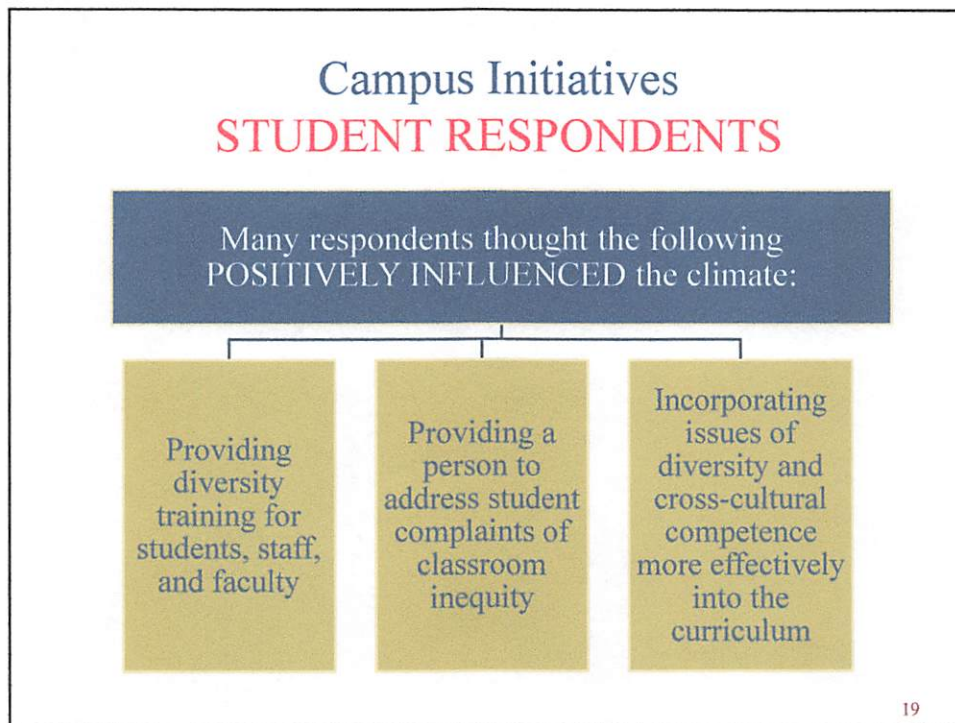 Campus Initiatives
STUDENT RESPONDENTS
Many respondents thought the following
POSITIVELY INFLUENCED the climate:
Providing
diversity
training for
students, staff,
and faculty
Providing a
person to
address student
complaints of
classroom
inequity
Incorporating
issues of
diversity and
cross-cultural
competence
more effectively
into the
curriculum
19